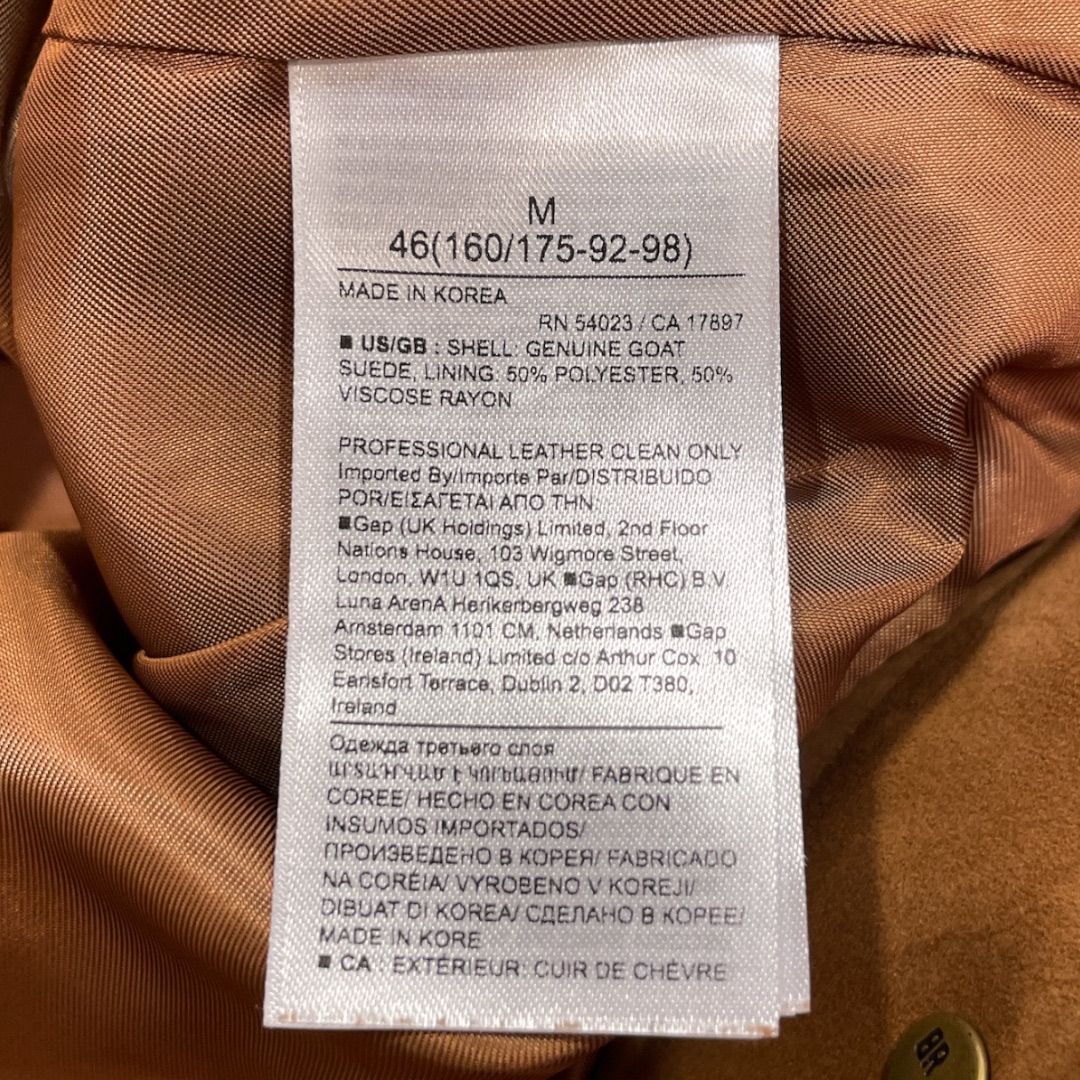 M
46(160/175-92-98)
MADE IN KOREA
RN 54023 / CA 17897
■ US/GB : SHELL: GENUINE GOAT
SUEDE, LINING: 50% POLYESTER, 50%
VISCOSE RAYON
PROFESSIONAL LEATHER CLEAN ONLY
Imported By/Importe Par/DISTRIBUIDO
POR/ΕΙΣΑΓΕΤΑΙ ΑΠΟ ΤΗΝ
■Gap (UK Holdings) Limited, 2nd Floor
Nations House, 103 Wigmore Street,
London, W1U 1QS, UK ■Gap (RHC) B.V.
Luna ArenA Herikerbergweg 238
Amsterdam 1101 CM, Netherlands ■Gap
Stores (Ireland) Limited c/o Arthur Cox, 10
Earlsfort Terrace, Dublin 2, D02 T380,
Ireland
Одежда третьего слоя
ԱՐՏԱԴՐՎԱԾ Է ԿՈՐԵԱՅՈՒՄ/ FABRIQUE EN
COREE/ HECHO EN COREA CON
INSUMOS IMPORTADOS/
ПРОИЗВЕДЕНО В КОРЕЯ/ FABRICADO
NA CORÉIA/ VYROBENO V KOREJI/
DIBUAT DI KOREA/ СДЕЛАНО В КОРЕЕ/
MADE IN KORE
■ CA : EXTÉRIEUR: CUIR DE CHÈVRE
BR